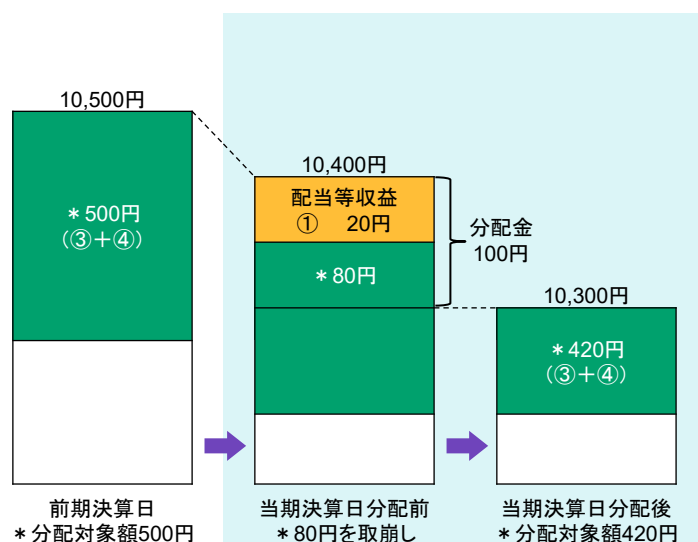 10,500円
＊500円
（③＋④）
前期決算日
＊分配対象額500円
10,400円
配当等収益
① 20円
＊80円
分配金
100円
当期決算日分配前
＊80円を取崩し
10,300円
＊420円
（③＋④）
当期決算日分配後
＊分配対象額420円